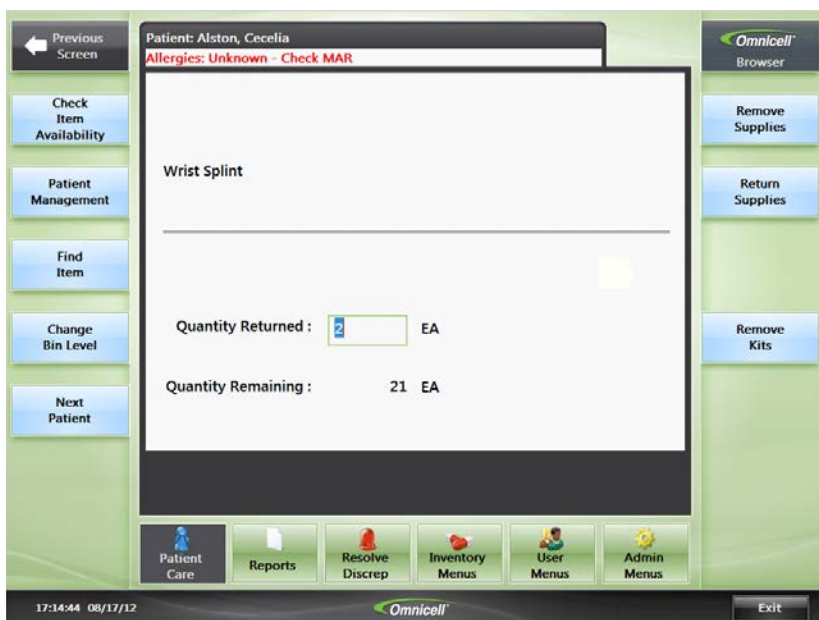 Previous
Screen
Patient: Alston, Cecelia
Allergies: Unknown - Check MAR
Omnicell
Browser
Check
Item
Availability
Patient
Management
Find
Item
Change
Bin Level
Next
Patient
Wrist Splint
Quantity Returned : 2 EA
Quantity Remaining : 21 EA
Remove
Supplies
Return
Supplies
Remove
Kits
Patient
Care
Reports
Resolve
Discrep
Inventory
Menus
User
Menus
Admin
Menus
17:14:44 08/17/12
Omnicell
Exit